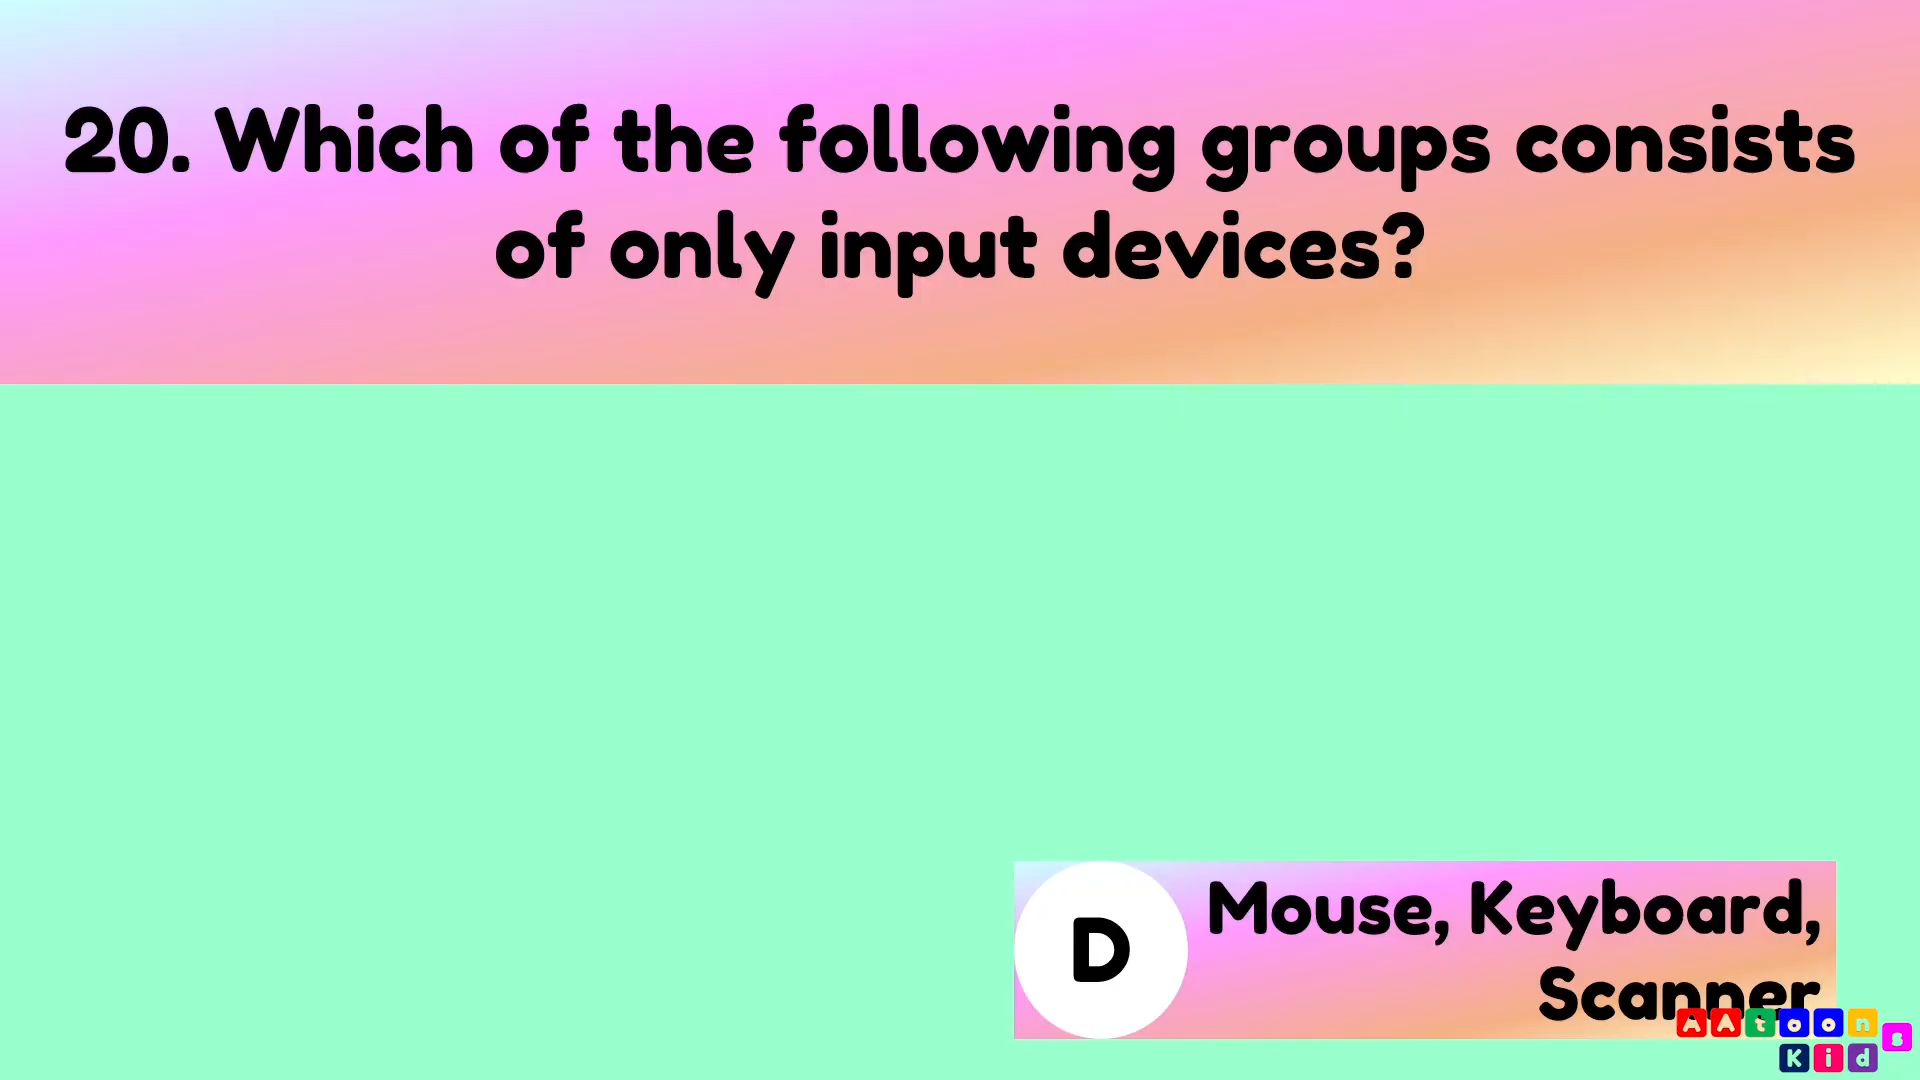 20. Which of the following groups consists
of only input devices?
D
Mouse, Keyboard,
Scanner
AAtoons
Kid